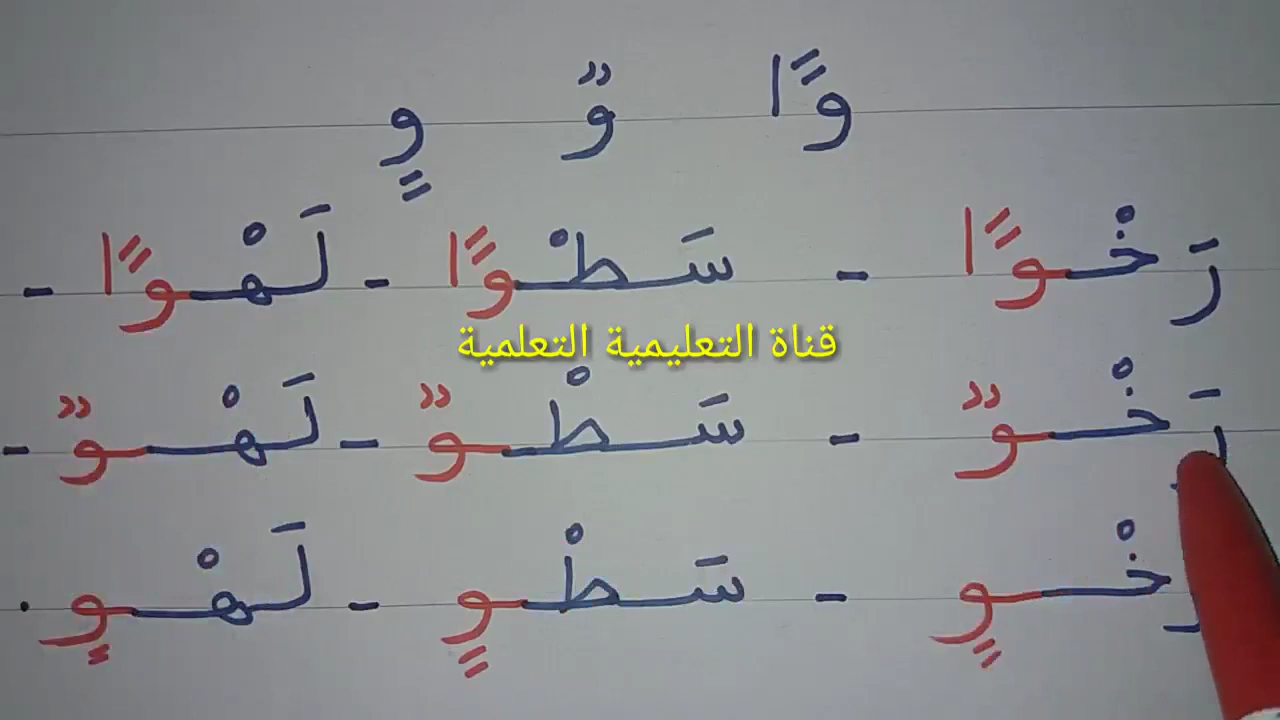 وًا وٌ وٍ
رَخْوًا - سَطْوًا - لَهْوًا -
قناة التعليمية التعلمية
رَخْوٌ - سَطْوٌ - لَهْوٌ -
رَخْوٍ - سَطْوٍ - لَهْوٍ .